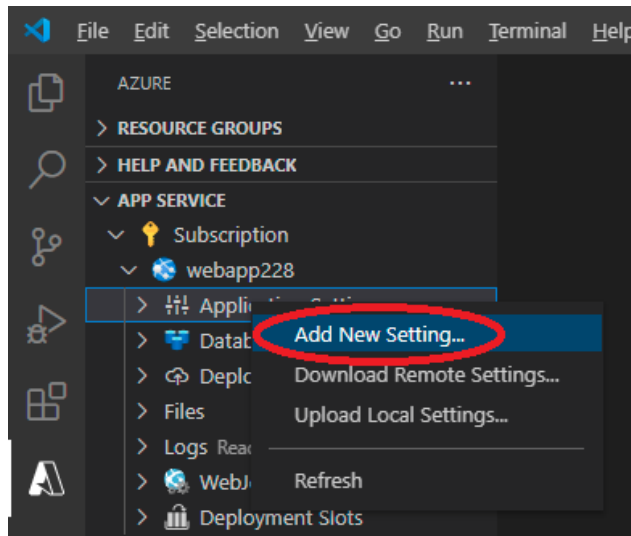 File Edit Selection View Go Run Terminal Help
AZURE ...
RESOURCE GROUPS
HELP AND FEEDBACK
APP SERVICE
Subscription
webapp228
Add New Setting...
Download Remote Settings...
Files
Upload Local Settings...
Logs
Refresh
Deployment Slots